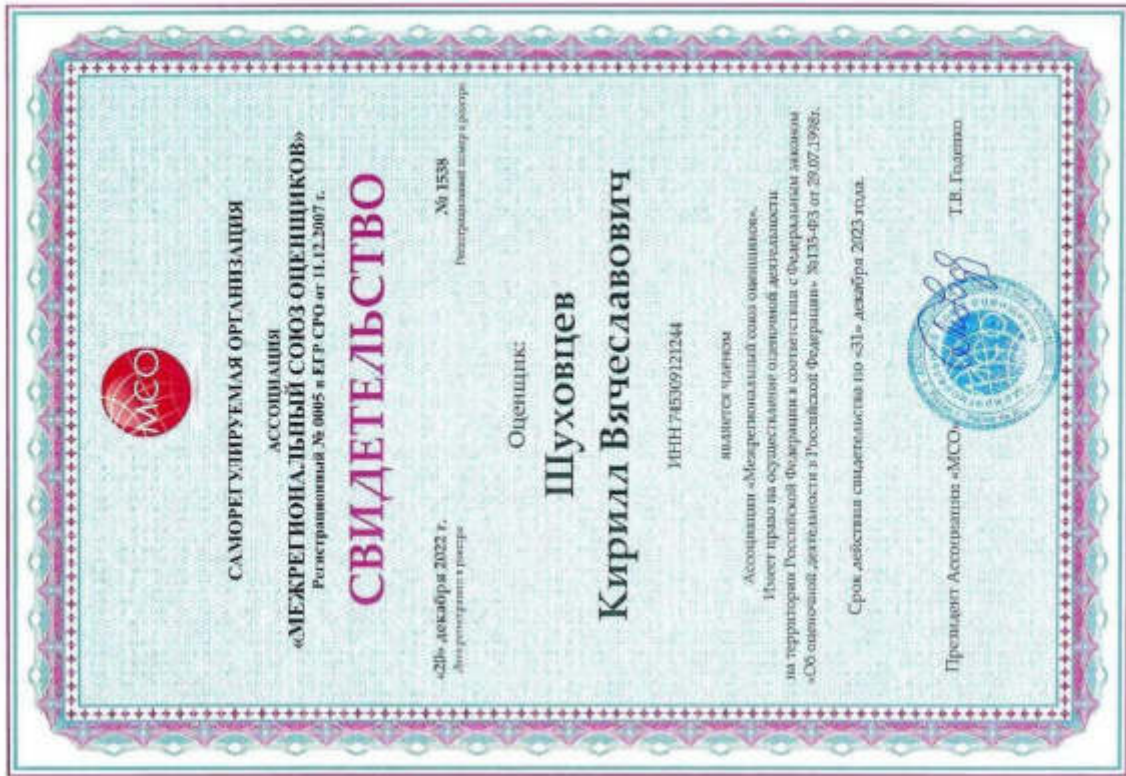 МСО
САМОРЕГУЛИРУЕМАЯ ОРГАНИЗАЦИЯ
АССОЦИАЦИЯ
«МЕЖРЕГИОНАЛЬНЫЙ СОЮЗ ОЦЕНЩИКОВ»
Регистрационный № 0005 в ЕГР СРО от 11.12.2007 г.
СВИДЕТЕЛЬСТВО
«20» декабря 2022 г. № 1538
Дата регистрации в реестре Регистрационный номер в реестре
Оценщик:
Шуховцев
Кирилл Вячеславович
ИНН 745309121244
является членом
Ассоциации «Межрегиональный союз оценщиков».
Имеет право на осуществление оценочной деятельности
на территории Российской Федерации в соответствии с Федеральным законом
«Об оценочной деятельности в Российской Федерации» №135-ФЗ от 29.07.1998г.
Срок действия свидетельства по «31» декабря 2023 года.
Президент Ассоциации «МСО» Т.В. Годенко